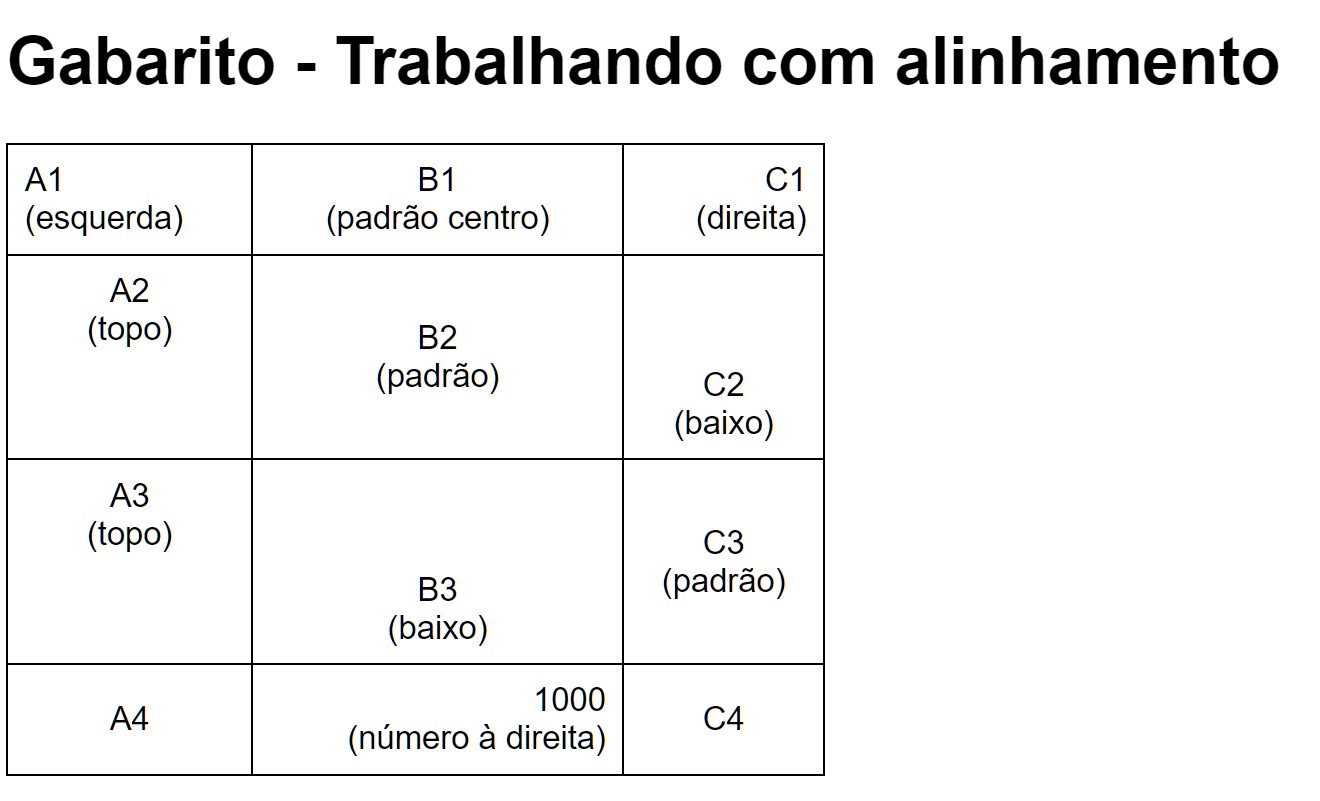 Gabarito - Trabalhando com alinhamento
A1
(esquerda)
B1
(padrão centro)
C1
(direita)
A2
(topo)
B2
(padrão)
C2
(baixo)
A3
(topo)
B3
(baixo)
C3
(padrão)
A4
1000
(número à direita)
C4